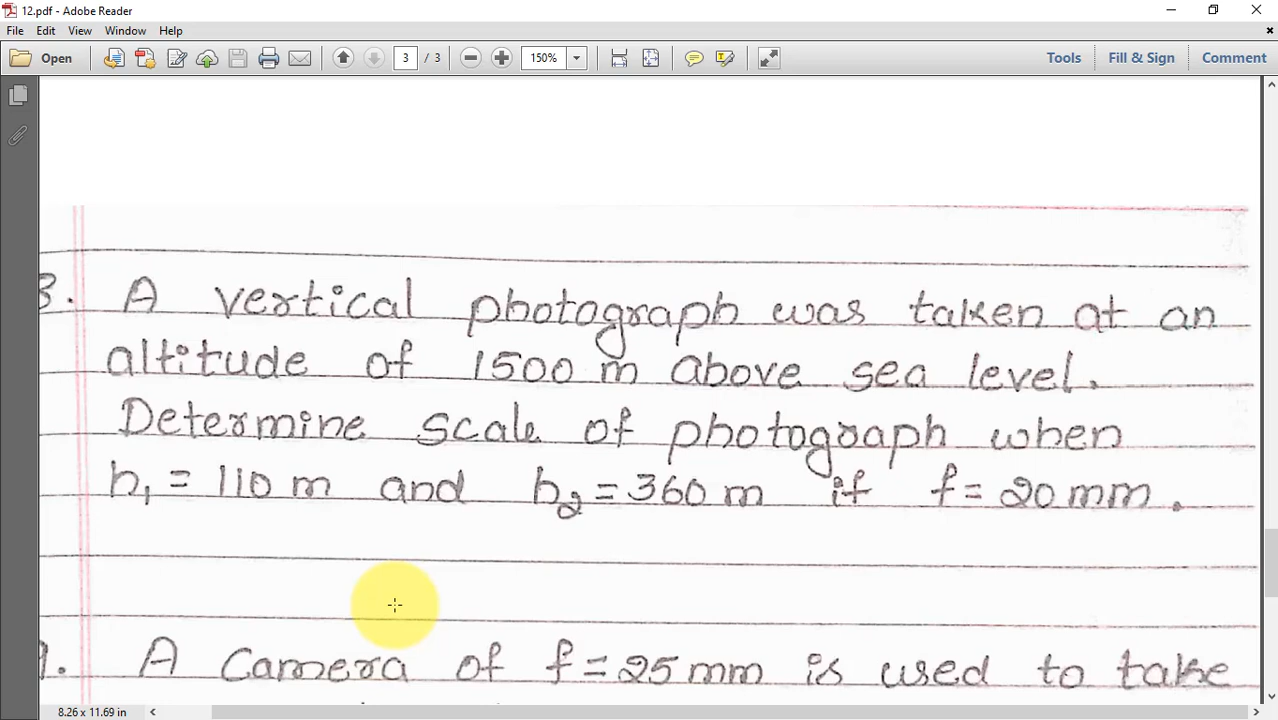 12.pdf - Adobe Reader
File Edit View Window Help
Open 3 / 3 150% Tools Fill & Sign Comment
3. A vertical photograph was taken at an
altitude of 1500 m above sea level.
Determine scale of photograph when
h₁ = 110 m and h₂ = 360 m if f = 20 mm.
A Camera of f = 25 mm is used to take
8.26 x 11.69 in